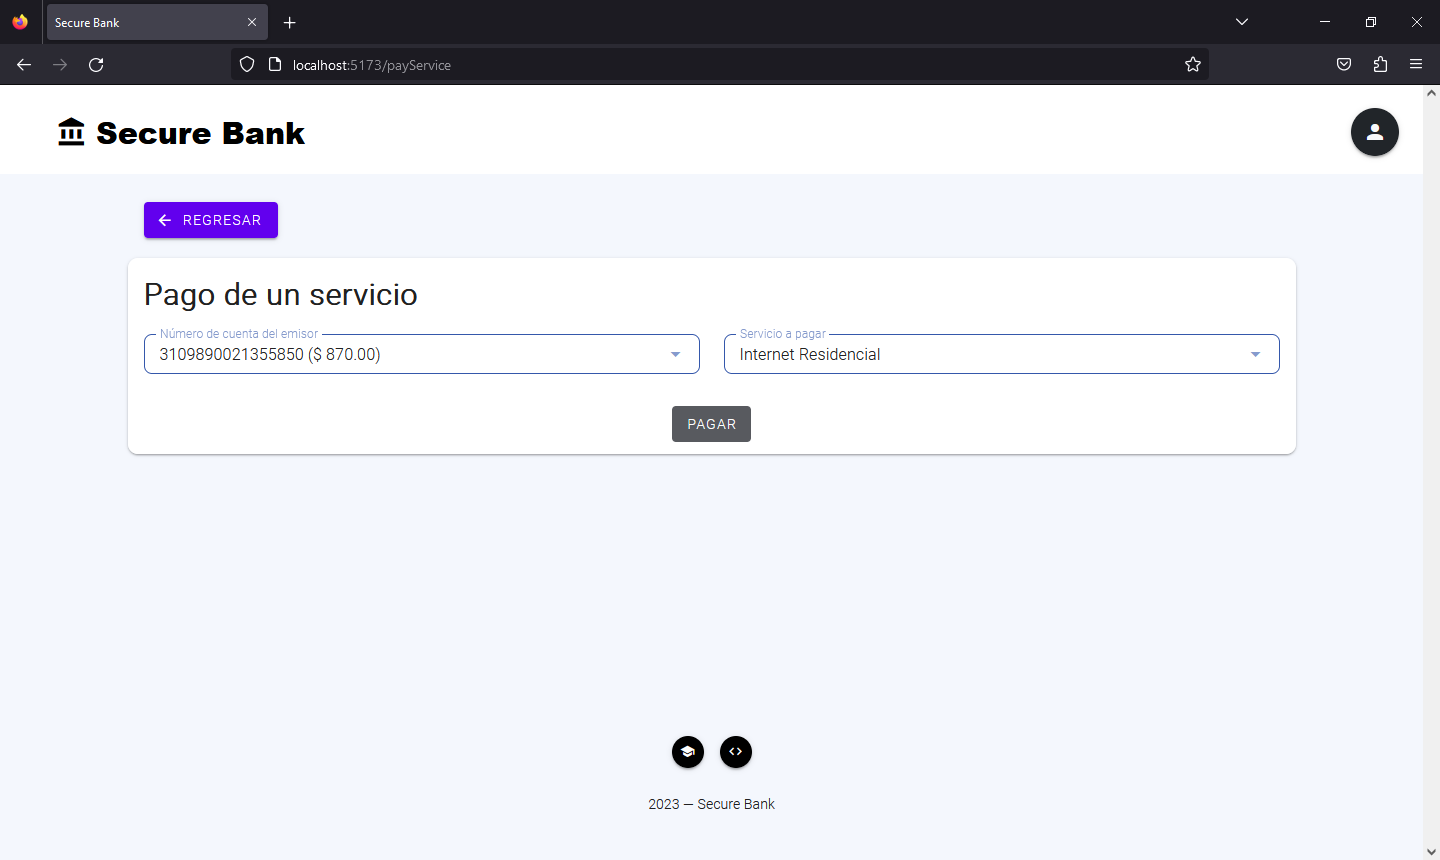 Secure Bank
localhost:5173/payService
Secure Bank
REGRESAR
Pago de un servicio
Número de cuenta del emisor
3109890021355850 ($ 870.00)
Servicio a pagar
Internet Residencial
PAGAR
2023 — Secure Bank